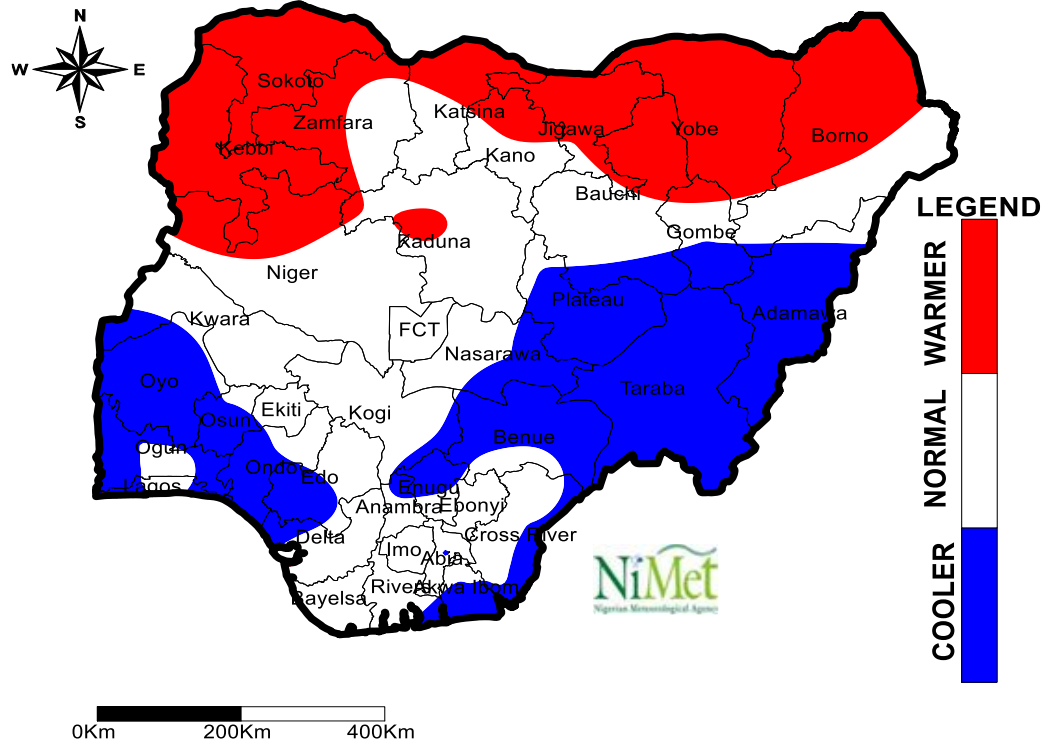 N
W E
S
Sokoto
Katsina
Zamfara
Jigawa
Yobe
Borno
Kebbi
Kano
Bauchi
Gombe
Kaduna
Niger
LEGEND
WARMER
NORMAL
COOLER
Plateau
Adamawa
Kwara
FCT
Nasarawa
Oyo
Taraba
Ekiti
Kogi
Osun
Benue
Ogun
Ondo
Edo
Lagos
Enugu
Anambra
Ebonyi
Delta
Cross River
Imo
Abia
Rivers
Akwa Ibom
Bayelsa
NiMet
Nigerian Meteorological Agency
0Km 200Km 400Km